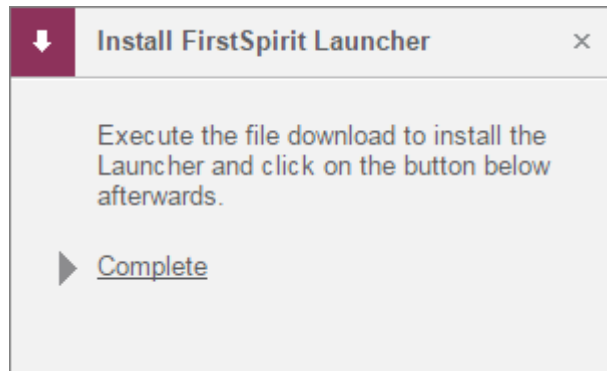 Install FirstSpirit Launcher
Execute the file download to install the
Launcher and click on the button below
afterwards.
Complete